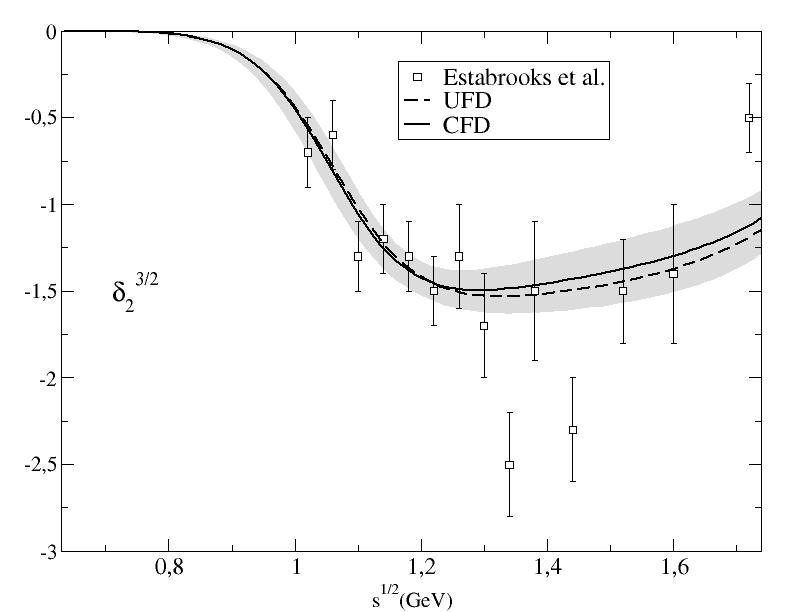 0
-0,5
-1
-1,5
-2
-2,5
-3
Estabrooks et al.
UFD
CFD
δ₂^3/2
0,8 1 1,2 1,4 1,6
s^1/2(GeV)